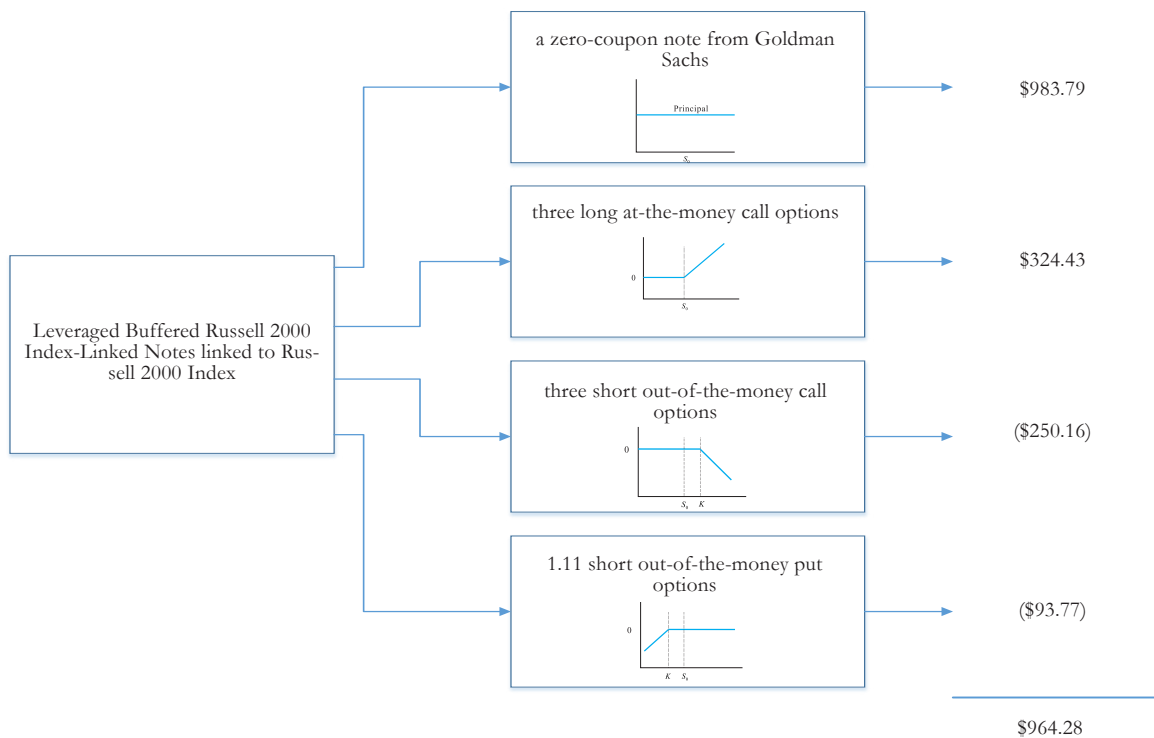 a zero-coupon note from Goldman
Sachs
Principal
S₀
$983.79
three long at-the-money call options
0
S₀
$324.43
Leveraged Buffered Russell 2000
Index-Linked Notes linked to Rus-
sell 2000 Index
three short out-of-the-money call
options
0
S₀ K
($250.16)
1.11 short out-of-the-money put
options
0
K S₀
($93.77)
$964.28